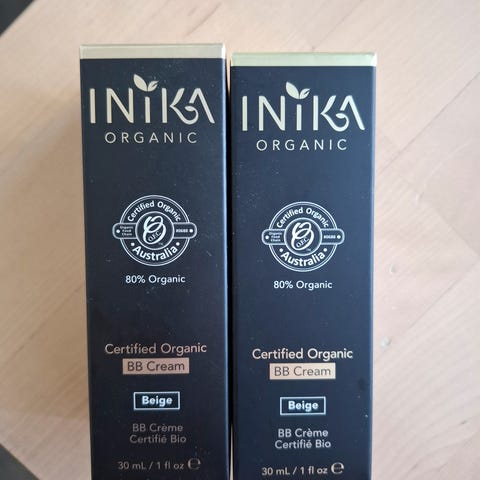 INIKA
ORGANIC
Certified Organic
Australia
80% Organic
Certified Organic
BB Cream
Beige
BB Crème
Certifié Bio
30 mL / 1 fl oz ℮
INIKA
ORGANIC
Certified Organic
Australia
80% Organic
Certified Organic
BB Cream
Beige
BB Crème
Certifié Bio
30 mL / 1 fl oz ℮